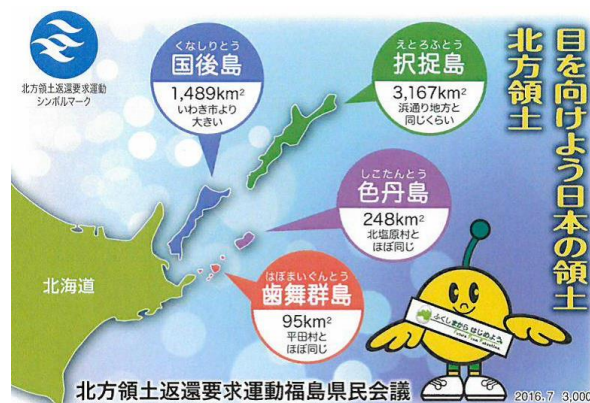 北方領土返還要求運動
シンボルマーク
くなしりとう
国後島
1,489km²
いわき市より
大きい
えとろふとう
択捉島
3,167km²
浜通り地方と
同じくらい
目を向けよう日本の領土
北方領土
しこたんとう
色丹島
248km²
北塩原村と
ほぼ同じ
はぼまいぐんとう
歯舞群島
95km²
平田村と
ほぼ同じ
北海道
ふくしまから はじめよう。
Future From Fukushima.
北方領土返還要求運動福島県民会議
2016.7 3,000